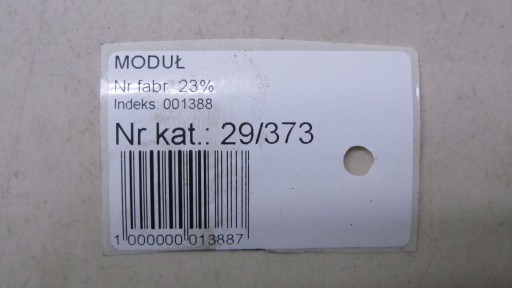 MODUŁ
Nr fabr. 23%
Indeks: 001388
Nr kat.: 29/373
1 000000 013887